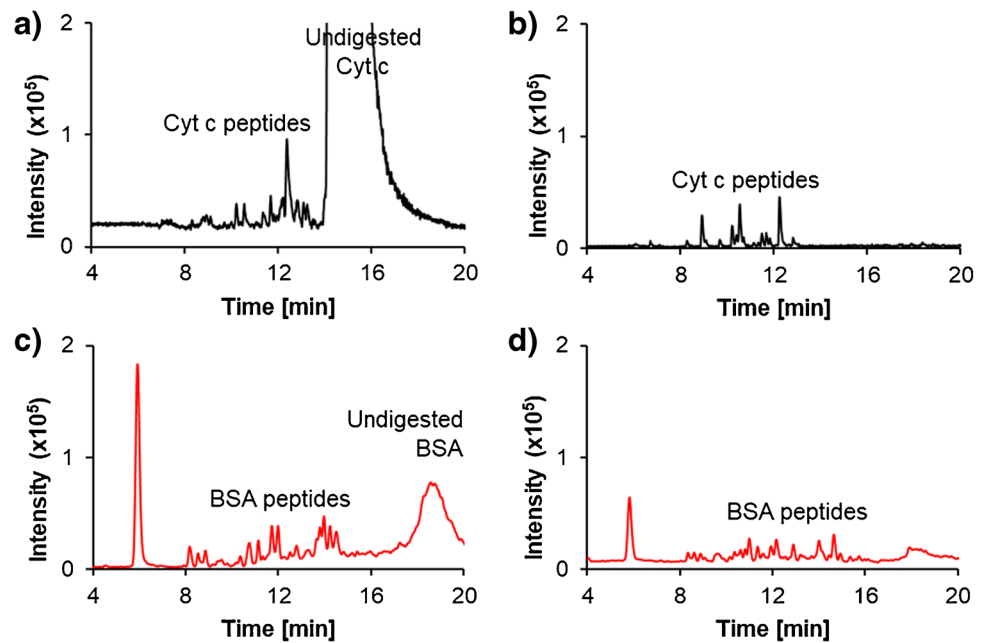 a)
2
1
0
Intensity (x10⁵)
Undigested
Cyt c
Cyt c peptides
4 8 12 16 20
Time [min]
b)
2
1
0
Intensity (x10⁵)
Cyt c peptides
4 8 12 16 20
Time [min]
c)
2
1
0
Intensity (x10⁵)
Undigested
BSA
BSA peptides
4 8 12 16 20
Time [min]
d)
2
1
0
Intensity (x10⁵)
BSA peptides
4 8 12 16 20
Time [min]